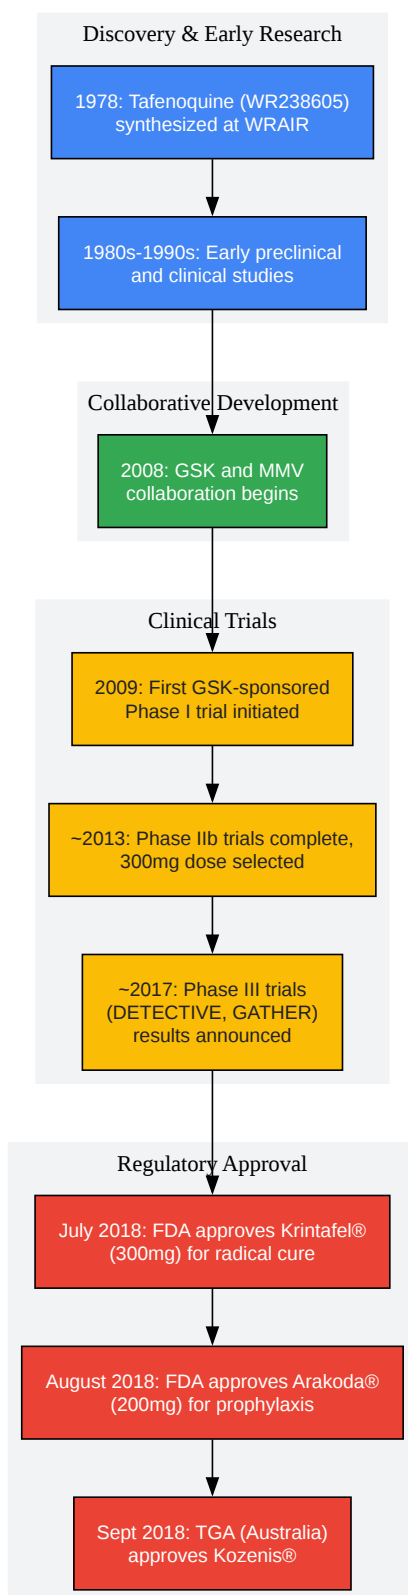 Discovery & Early Research
1978: Tafenoquine (WR238605)
synthesized at WRAIR
1980s-1990s: Early preclinical
and clinical studies
Collaborative Development
2008: GSK and MMV
collaboration begins
Clinical Trials
2009: First GSK-sponsored
Phase I trial initiated
~2013: Phase IIb trials complete,
300mg dose selected
~2017: Phase III trials
(DETECTIVE, GATHER)
results announced
Regulatory Approval
July 2018: FDA approves Krintafel®
(300mg) for radical cure
August 2018: FDA approves Arakoda®
(200mg) for prophylaxis
Sept 2018: TGA (Australia)
approves Kozenis®